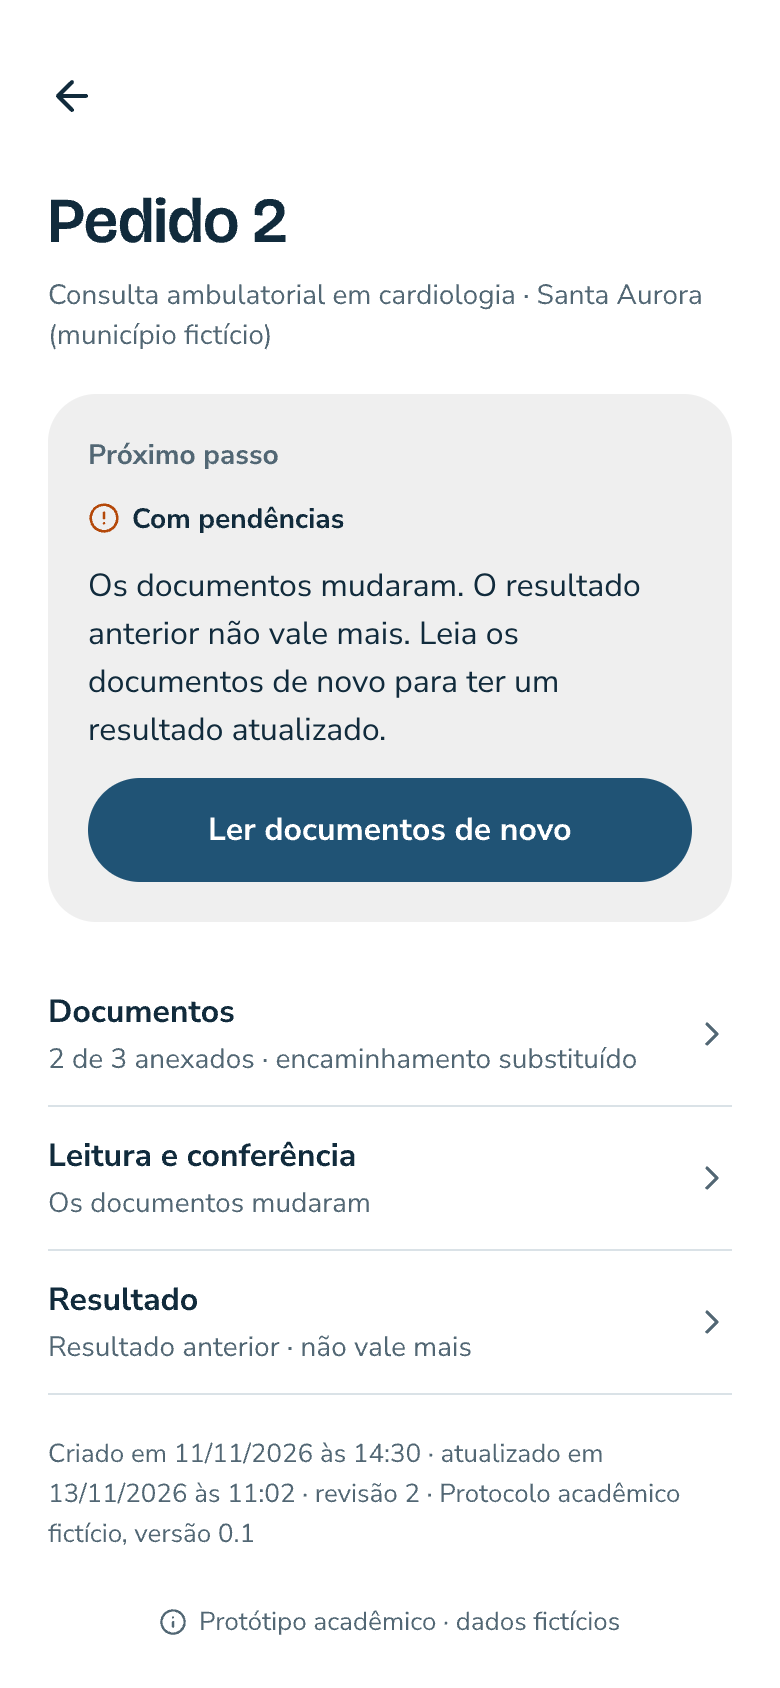 Pedido 2
Consulta ambulatorial em cardiologia · Santa Aurora
(município fictício)
Próximo passo
Com pendências
Os documentos mudaram. O resultado
anterior não vale mais. Leia os
documentos de novo para ter um
resultado atualizado.
Ler documentos de novo
Documentos
2 de 3 anexados · encaminhamento substituído
Leitura e conferência
Os documentos mudaram
Resultado
Resultado anterior · não vale mais
Criado em 11/11/2026 às 14:30 · atualizado em
13/11/2026 às 11:02 · revisão 2 · Protocolo acadêmico
fictício, versão 0.1
Protótipo acadêmico · dados fictícios